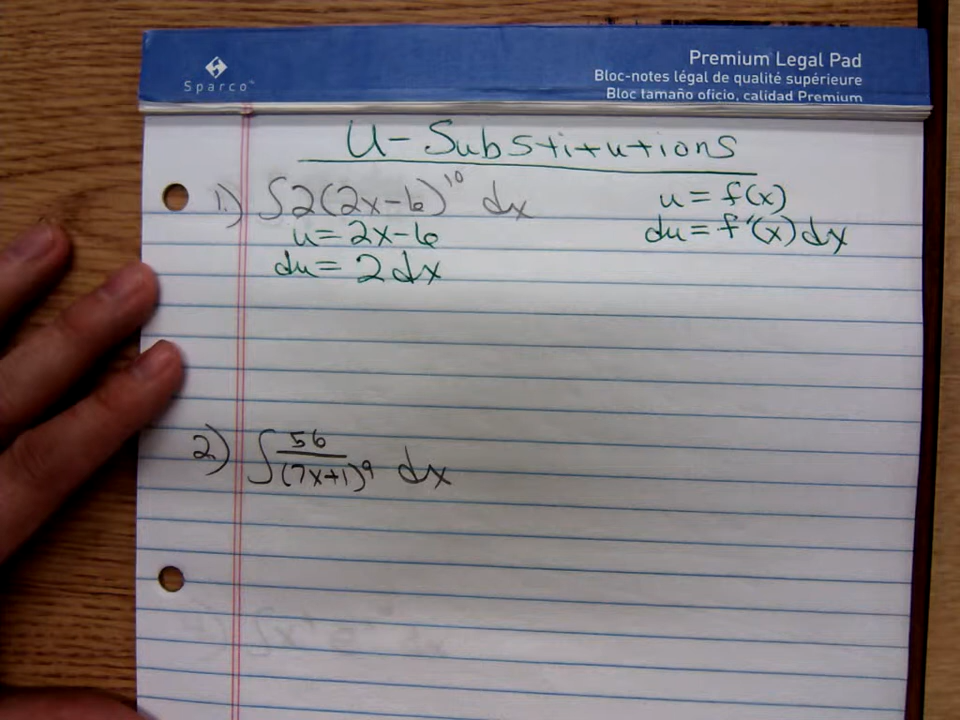 Sparco™
Premium Legal Pad
Bloc-notes légal de qualité supérieure
Bloc tamaño oficio, calidad Premium
U-Substitutions
1.) ∫2(2x-6)^10 dx
u = 2x-6
du = 2dx
u = f(x)
du = f'(x)dx
2.) ∫ 56/(7x+1)^9 dx